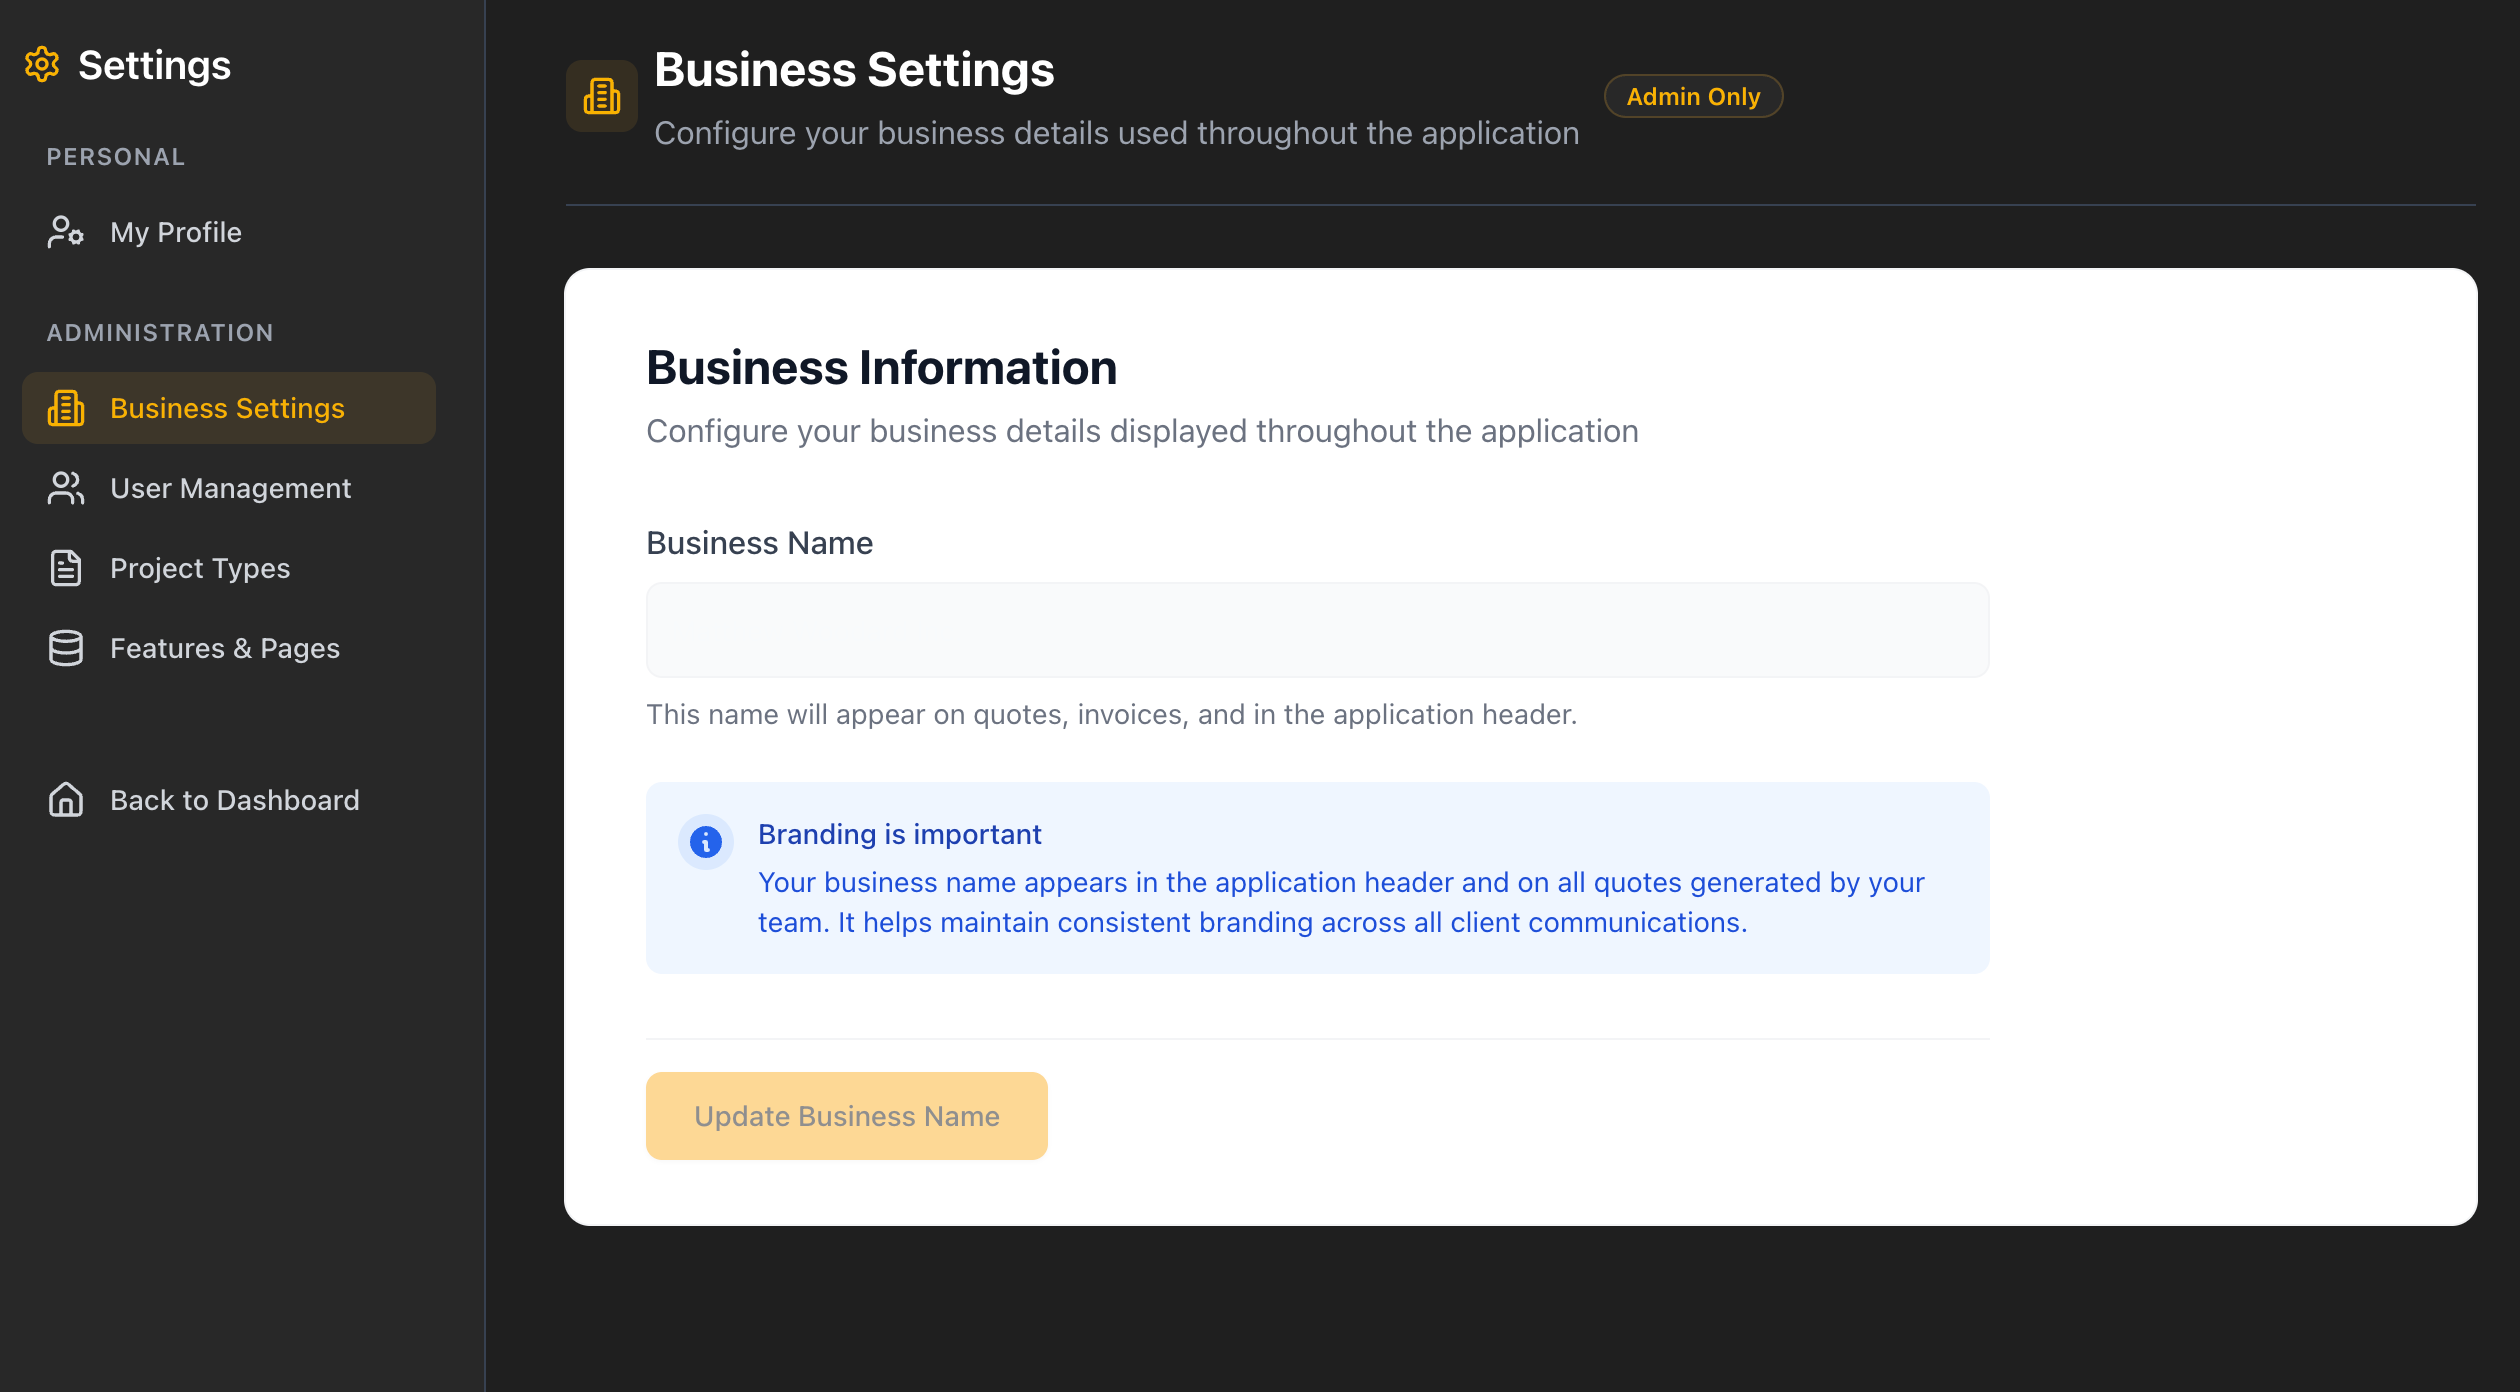 Settings
PERSONAL
My Profile
ADMINISTRATION
Business Settings
User Management
Project Types
Features & Pages
Back to Dashboard
Business Settings
Configure your business details used throughout the application
Admin Only
Business Information
Configure your business details displayed throughout the application
Business Name
This name will appear on quotes, invoices, and in the application header.
Branding is important
Your business name appears in the application header and on all quotes generated by your
team. It helps maintain consistent branding across all client communications.
Update Business Name